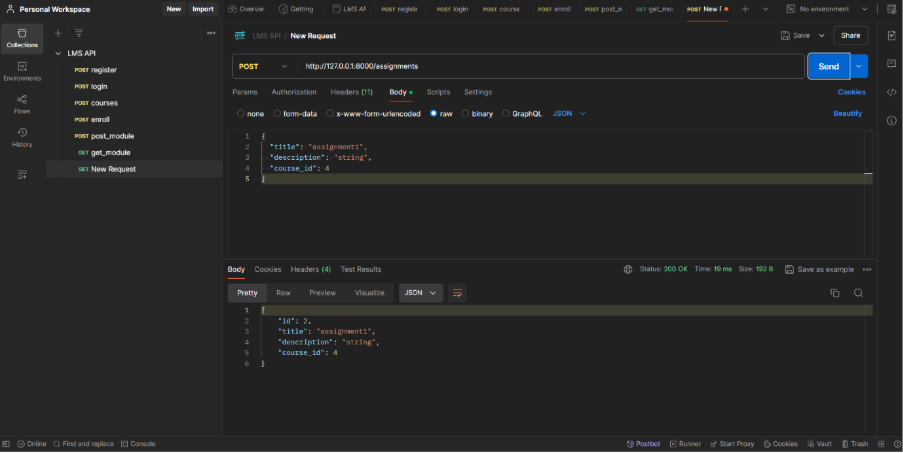 Personal Workspace New Import Overvie Getting LMS AF POST registe POST login POST course POST enroll POST post_n GET get_mo POST New F No environment
LMS API / New Request Save Share
Collections
LMS API
POST register
POST login
POST courses
POST enroll
POST post_module
GET get_module
GET New Request
Environments
Flows
History
POST http://127.0.0.1:8000/assignments Send
Params Authorization Headers (11) Body Scripts Settings Cookies
none form-data x-www-form-urlencoded raw binary GraphQL JSON Beautify
1 {
2 "title": "assignment1",
3 "description": "string",
4 "course_id": 4
5 }
Body Cookies Headers (4) Test Results Status: 200 OK Time: 19 ms Size: 192 B Save as example
Pretty Raw Preview Visualize JSON
1 {
2 "id": 2,
3 "title": "assignment1",
4 "description": "string",
5 "course_id": 4
6 }
Online Find and replace Console Postbot Runner Start Proxy Cookies Vault Trash